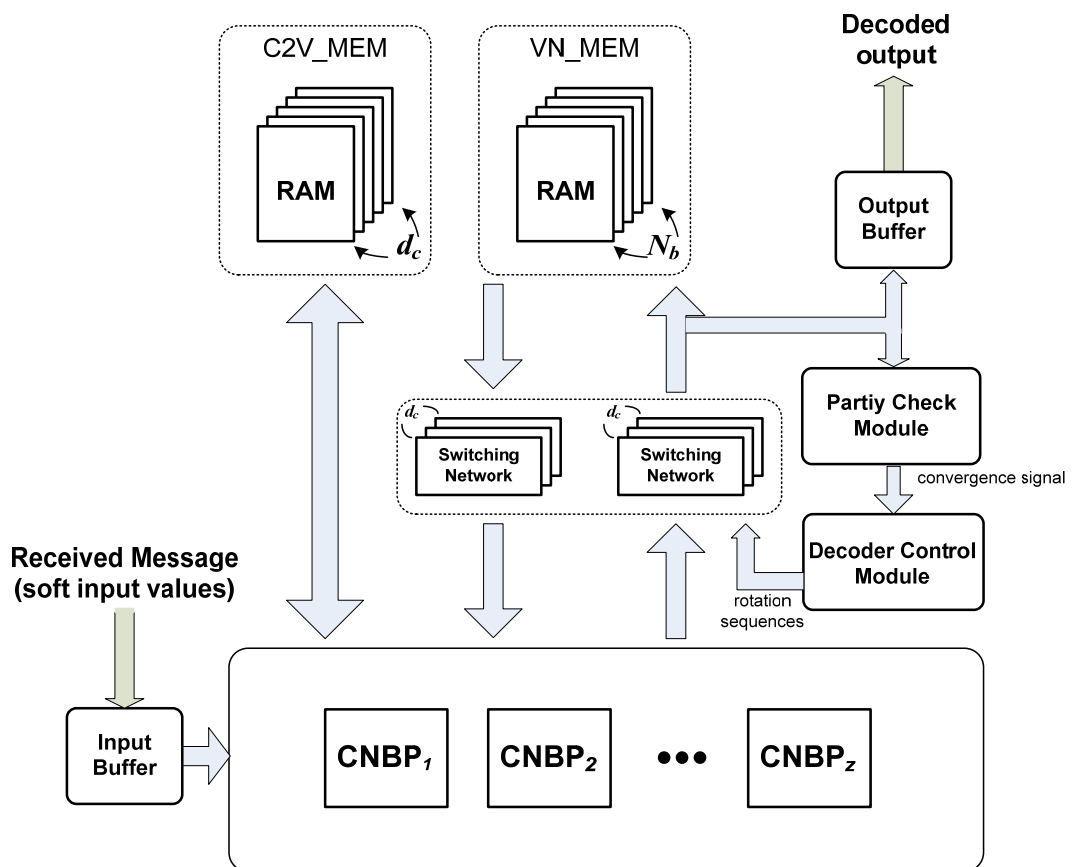 C2V_MEM
RAM
d_c
VN_MEM
RAM
N_b
Decoded
output
Output
Buffer
Partiy Check
Module
convergence signal
Decoder Control
Module
rotation
sequences
d_c
Switching
Network
d_c
Switching
Network
Received Message
(soft input values)
Input
Buffer
CNBP_1
CNBP_2
•••
CNBP_z